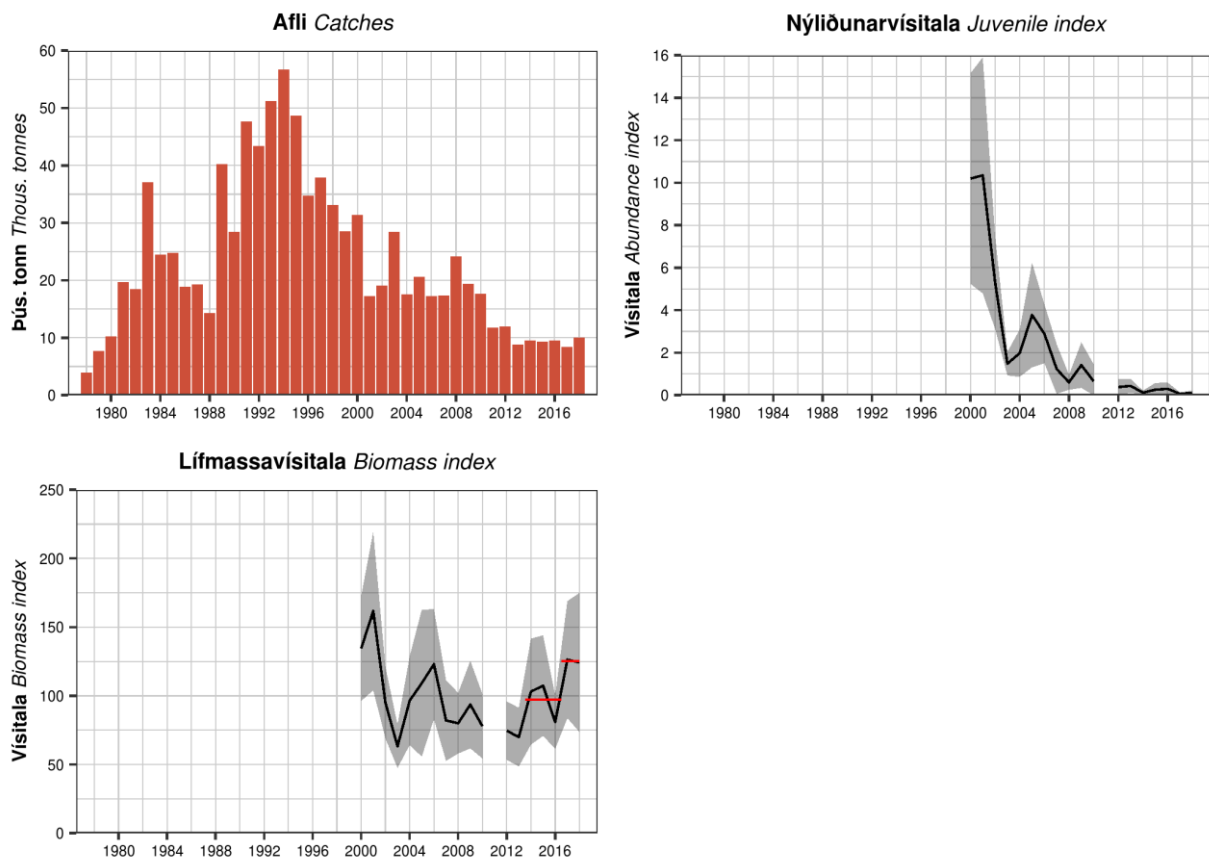 Afli Catches
Þús. tonn Thous. tonnes
60
50
40
30
20
10
0
1980 1984 1988 1992 1996 2000 2004 2008 2012 2016
Nýliðunarvísitala Juvenile index
Vísitala Abundance index
16
14
12
10
8
6
4
2
0
1980 1984 1988 1992 1996 2000 2004 2008 2012 2016
Lífmassavísitala Biomass index
Vísitala Biomass index
250
200
150
100
50
0
1980 1984 1988 1992 1996 2000 2004 2008 2012 2016